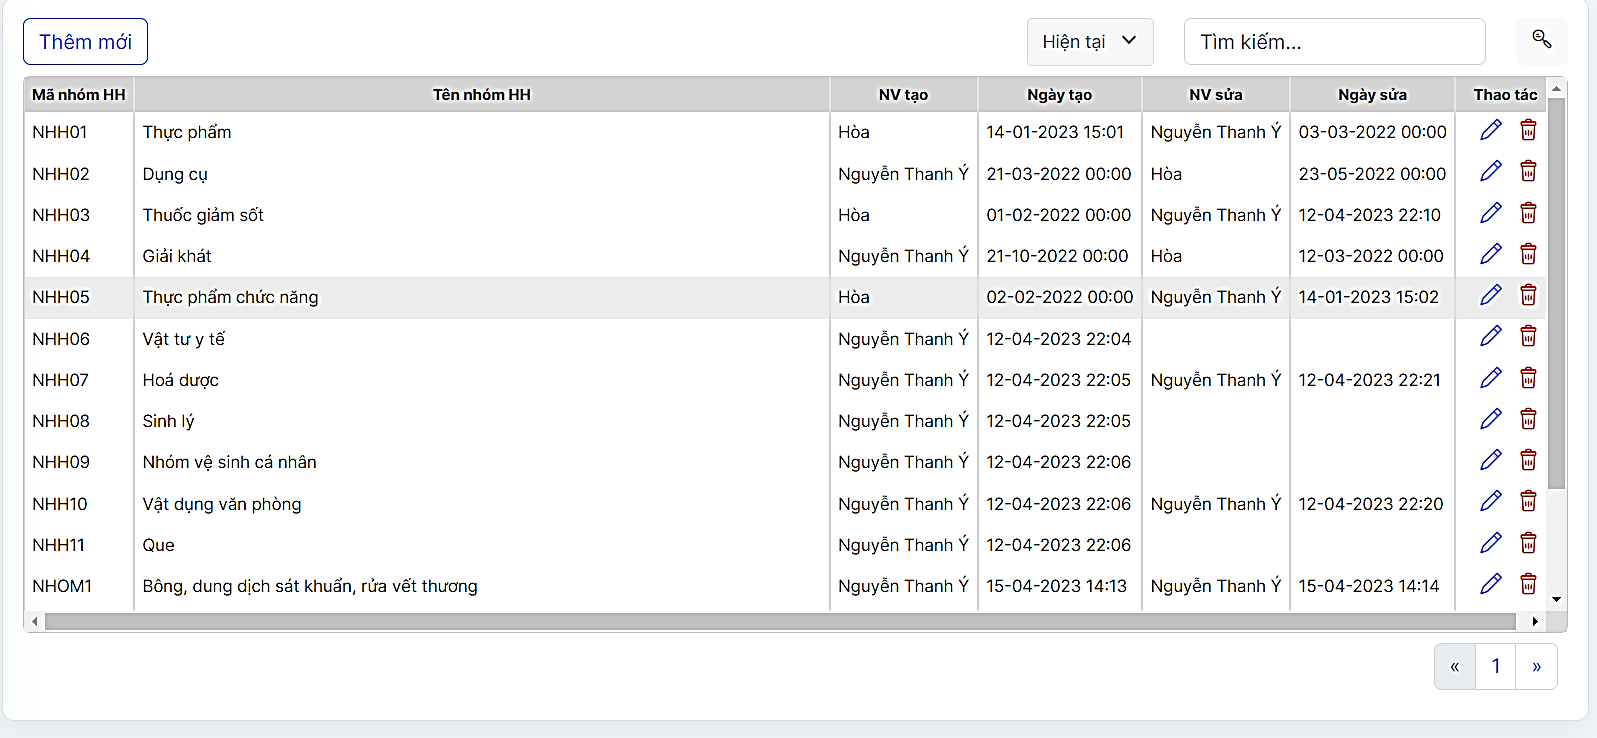 Thêm mới Hiện tại Tìm kiếm...
Mã nhóm HH Tên nhóm HH NV tạo Ngày tạo NV sửa Ngày sửa Thao tác
NHH01 Thực phẩm Hòa 14-01-2023 15:01 Nguyễn Thanh Ý 03-03-2022 00:00
NHH02 Dụng cụ Nguyễn Thanh Ý 21-03-2022 00:00 Hòa 23-05-2022 00:00
NHH03 Thuốc giảm sốt Hòa 01-02-2022 00:00 Nguyễn Thanh Ý 12-04-2023 22:10
NHH04 Giải khát Nguyễn Thanh Ý 21-10-2022 00:00 Hòa 12-03-2022 00:00
NHH05 Thực phẩm chức năng Hòa 02-02-2022 00:00 Nguyễn Thanh Ý 14-01-2023 15:02
NHH06 Vật tư y tế Nguyễn Thanh Ý 12-04-2023 22:04
NHH07 Hoá dược Nguyễn Thanh Ý 12-04-2023 22:05 Nguyễn Thanh Ý 12-04-2023 22:21
NHH08 Sinh lý Nguyễn Thanh Ý 12-04-2023 22:05
NHH09 Nhóm vệ sinh cá nhân Nguyễn Thanh Ý 12-04-2023 22:06
NHH10 Vật dụng văn phòng Nguyễn Thanh Ý 12-04-2023 22:06 Nguyễn Thanh Ý 12-04-2023 22:20
NHH11 Que Nguyễn Thanh Ý 12-04-2023 22:06
NHOM1 Bông, dung dịch sát khuẩn, rửa vết thương Nguyễn Thanh Ý 15-04-2023 14:13 Nguyễn Thanh Ý 15-04-2023 14:14
« 1 »